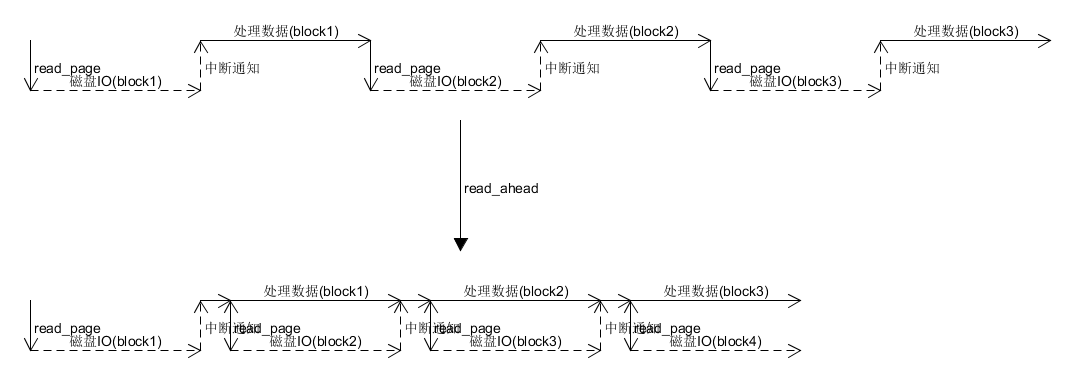 处理数据(block1)
处理数据(block2)
处理数据(block3)
read_page
中断通知
read_page
中断通知
read_page
中断通知
磁盘IO(block1)
磁盘IO(block2)
磁盘IO(block3)
read_ahead
处理数据(block1)
处理数据(block2)
处理数据(block3)
read_page
中断通知
read_page
中断通知
read_page
中断通知
read_page
磁盘IO(block1)
磁盘IO(block2)
磁盘IO(block3)
磁盘IO(block4)